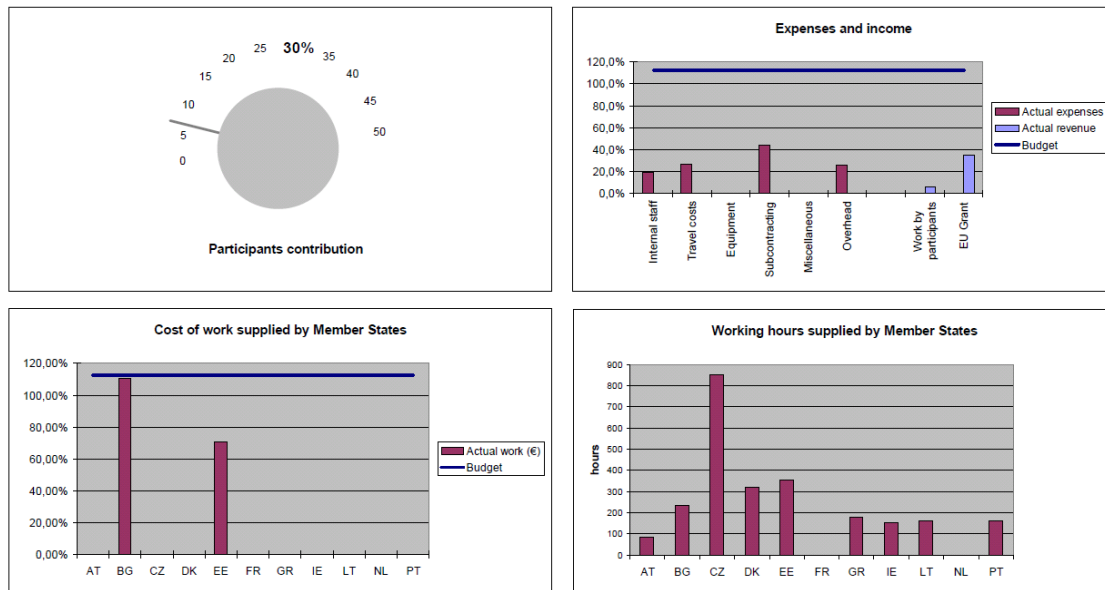 0
5
10
15
20
25
30%
35
40
45
50
Participants contribution
Expenses and income
120,0%
100,0%
80,0%
60,0%
40,0%
20,0%
0,0%
Internal staff
Travel costs
Equipment
Subcontracting
Miscellaneous
Overhead
Work by
participants
EU Grant
Actual expenses
Actual revenue
Budget
Cost of work supplied by Member States
120,00%
100,00%
80,00%
60,00%
40,00%
20,00%
0,00%
AT BG CZ DK EE FR GR IE LT NL PT
Actual work (€)
Budget
Working hours supplied by Member States
hours
900
800
700
600
500
400
300
200
100
0
AT BG CZ DK EE FR GR IE LT NL PT